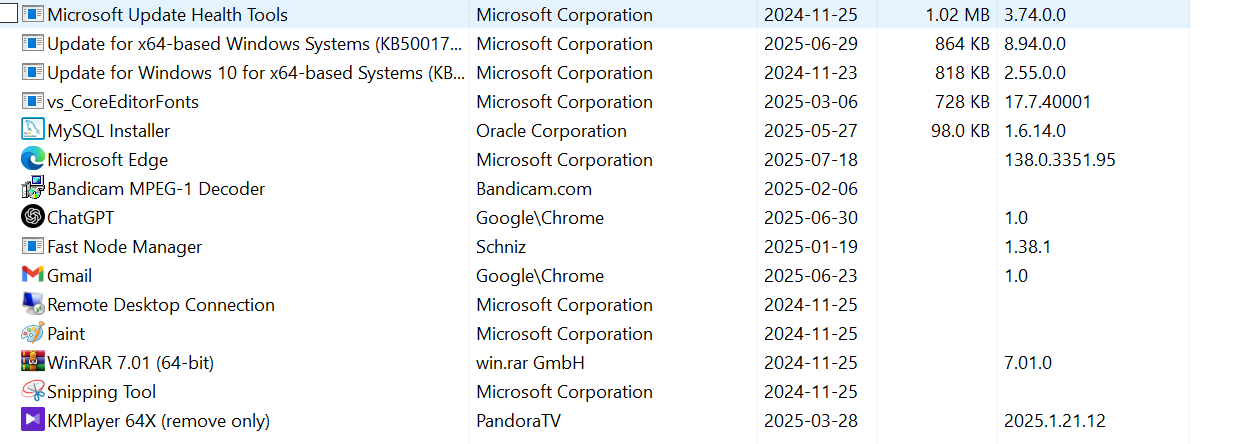 Microsoft Update Health Tools Microsoft Corporation 2024-11-25 1.02 MB 3.74.0.0
Update for x64-based Windows Systems (KB50017... Microsoft Corporation 2025-06-29 864 KB 8.94.0.0
Update for Windows 10 for x64-based Systems (KB... Microsoft Corporation 2024-11-23 818 KB 2.55.0.0
vs_CoreEditorFonts Microsoft Corporation 2025-03-06 728 KB 17.7.40001
MySQL Installer Oracle Corporation 2025-05-27 98.0 KB 1.6.14.0
Microsoft Edge Microsoft Corporation 2025-07-18 138.0.3351.95
Bandicam MPEG-1 Decoder Bandicam.com 2025-02-06
ChatGPT Google\Chrome 2025-06-30 1.0
Fast Node Manager Schniz 2025-01-19 1.38.1
Gmail Google\Chrome 2025-06-23 1.0
Remote Desktop Connection Microsoft Corporation 2024-11-25
Paint Microsoft Corporation 2024-11-25
WinRAR 7.01 (64-bit) win.rar GmbH 2024-11-25 7.01.0
Snipping Tool Microsoft Corporation 2024-11-25
KMPlayer 64X (remove only) PandoraTV 2025-03-28 2025.1.21.12